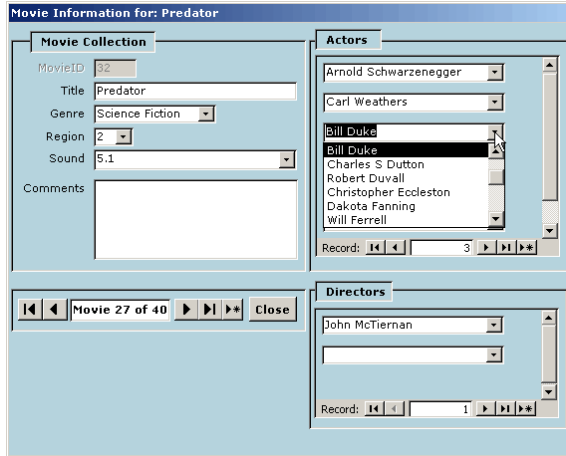 Movie Information for: Predator
Movie Collection
MovieID 32
Title Predator
Genre Science Fiction
Region 2
Sound 5.1
Comments
Movie 27 of 40
Close
Actors
Arnold Schwarzenegger
Carl Weathers
Bill Duke
Bill Duke
Charles S Dutton
Robert Duvall
Christopher Eccleston
Dakota Fanning
Will Ferrell
Record: 3
Directors
John McTiernan
Record: 1